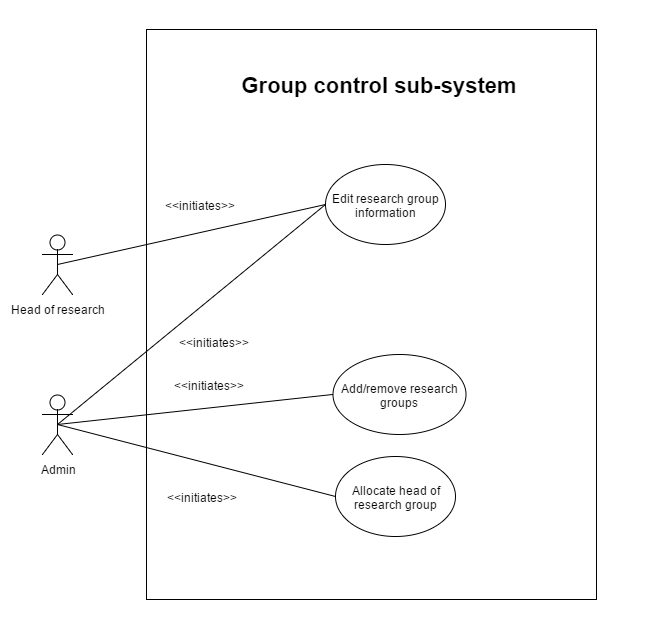 Group control sub-system
<<initiates>>
Edit research group
information
Head of research
<<initiates>>
<<initiates>>
Add/remove research
groups
Admin
Allocate head of
research group
<<initiates>>